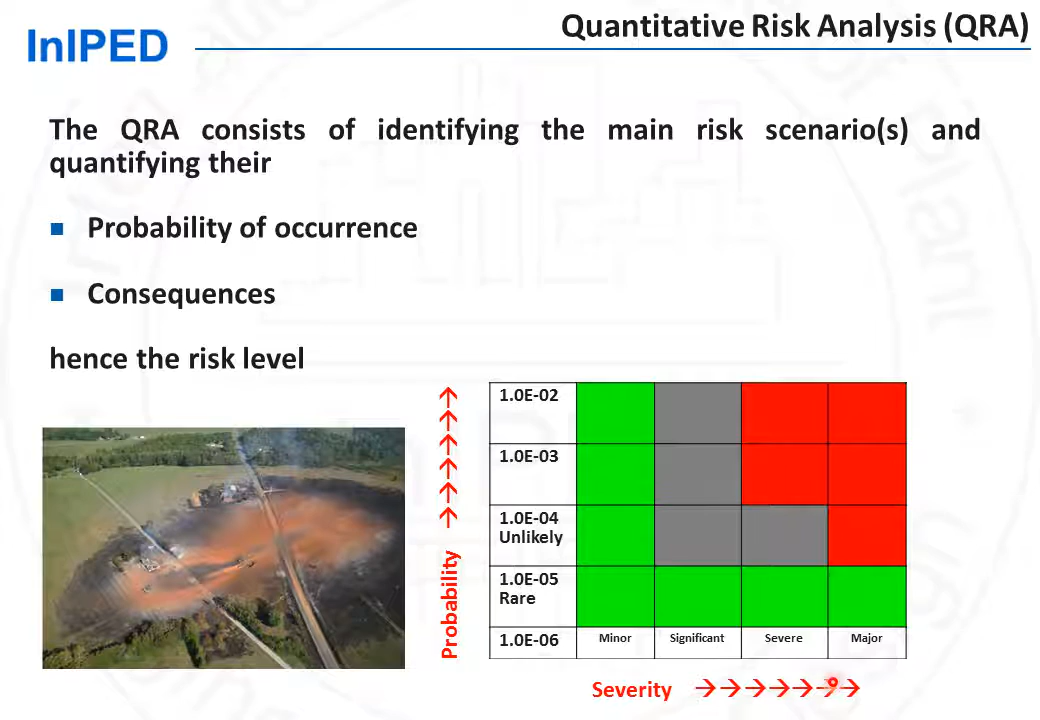 InIPED
Quantitative Risk Analysis (QRA)
The QRA consists of identifying the main risk scenario(s) and
quantifying their
Probability of occurrence
Consequences
hence the risk level
Probability
1.0E-02
1.0E-03
1.0E-04
Unlikely
1.0E-05
Rare
1.0E-06
Minor Significant Severe Major
Severity